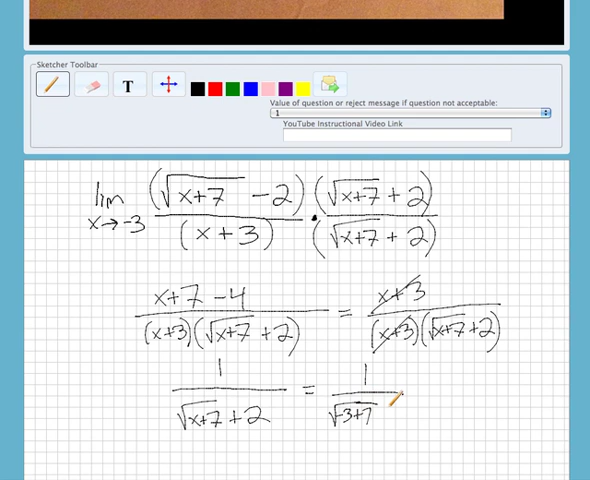 Sketcher Toolbar
T
Value of question or reject message if question not acceptable:
1
YouTube Instructional Video Link
lim x→-3 (√x+7 -2)/(x+3) · (√x+7 +2)/(√x+7 +2)
x+7-4/(x+3)(√x+7 +2) = x+3/(x+3)(√x+7 +2)
1/√x+7 +2 = 1/√-3+7